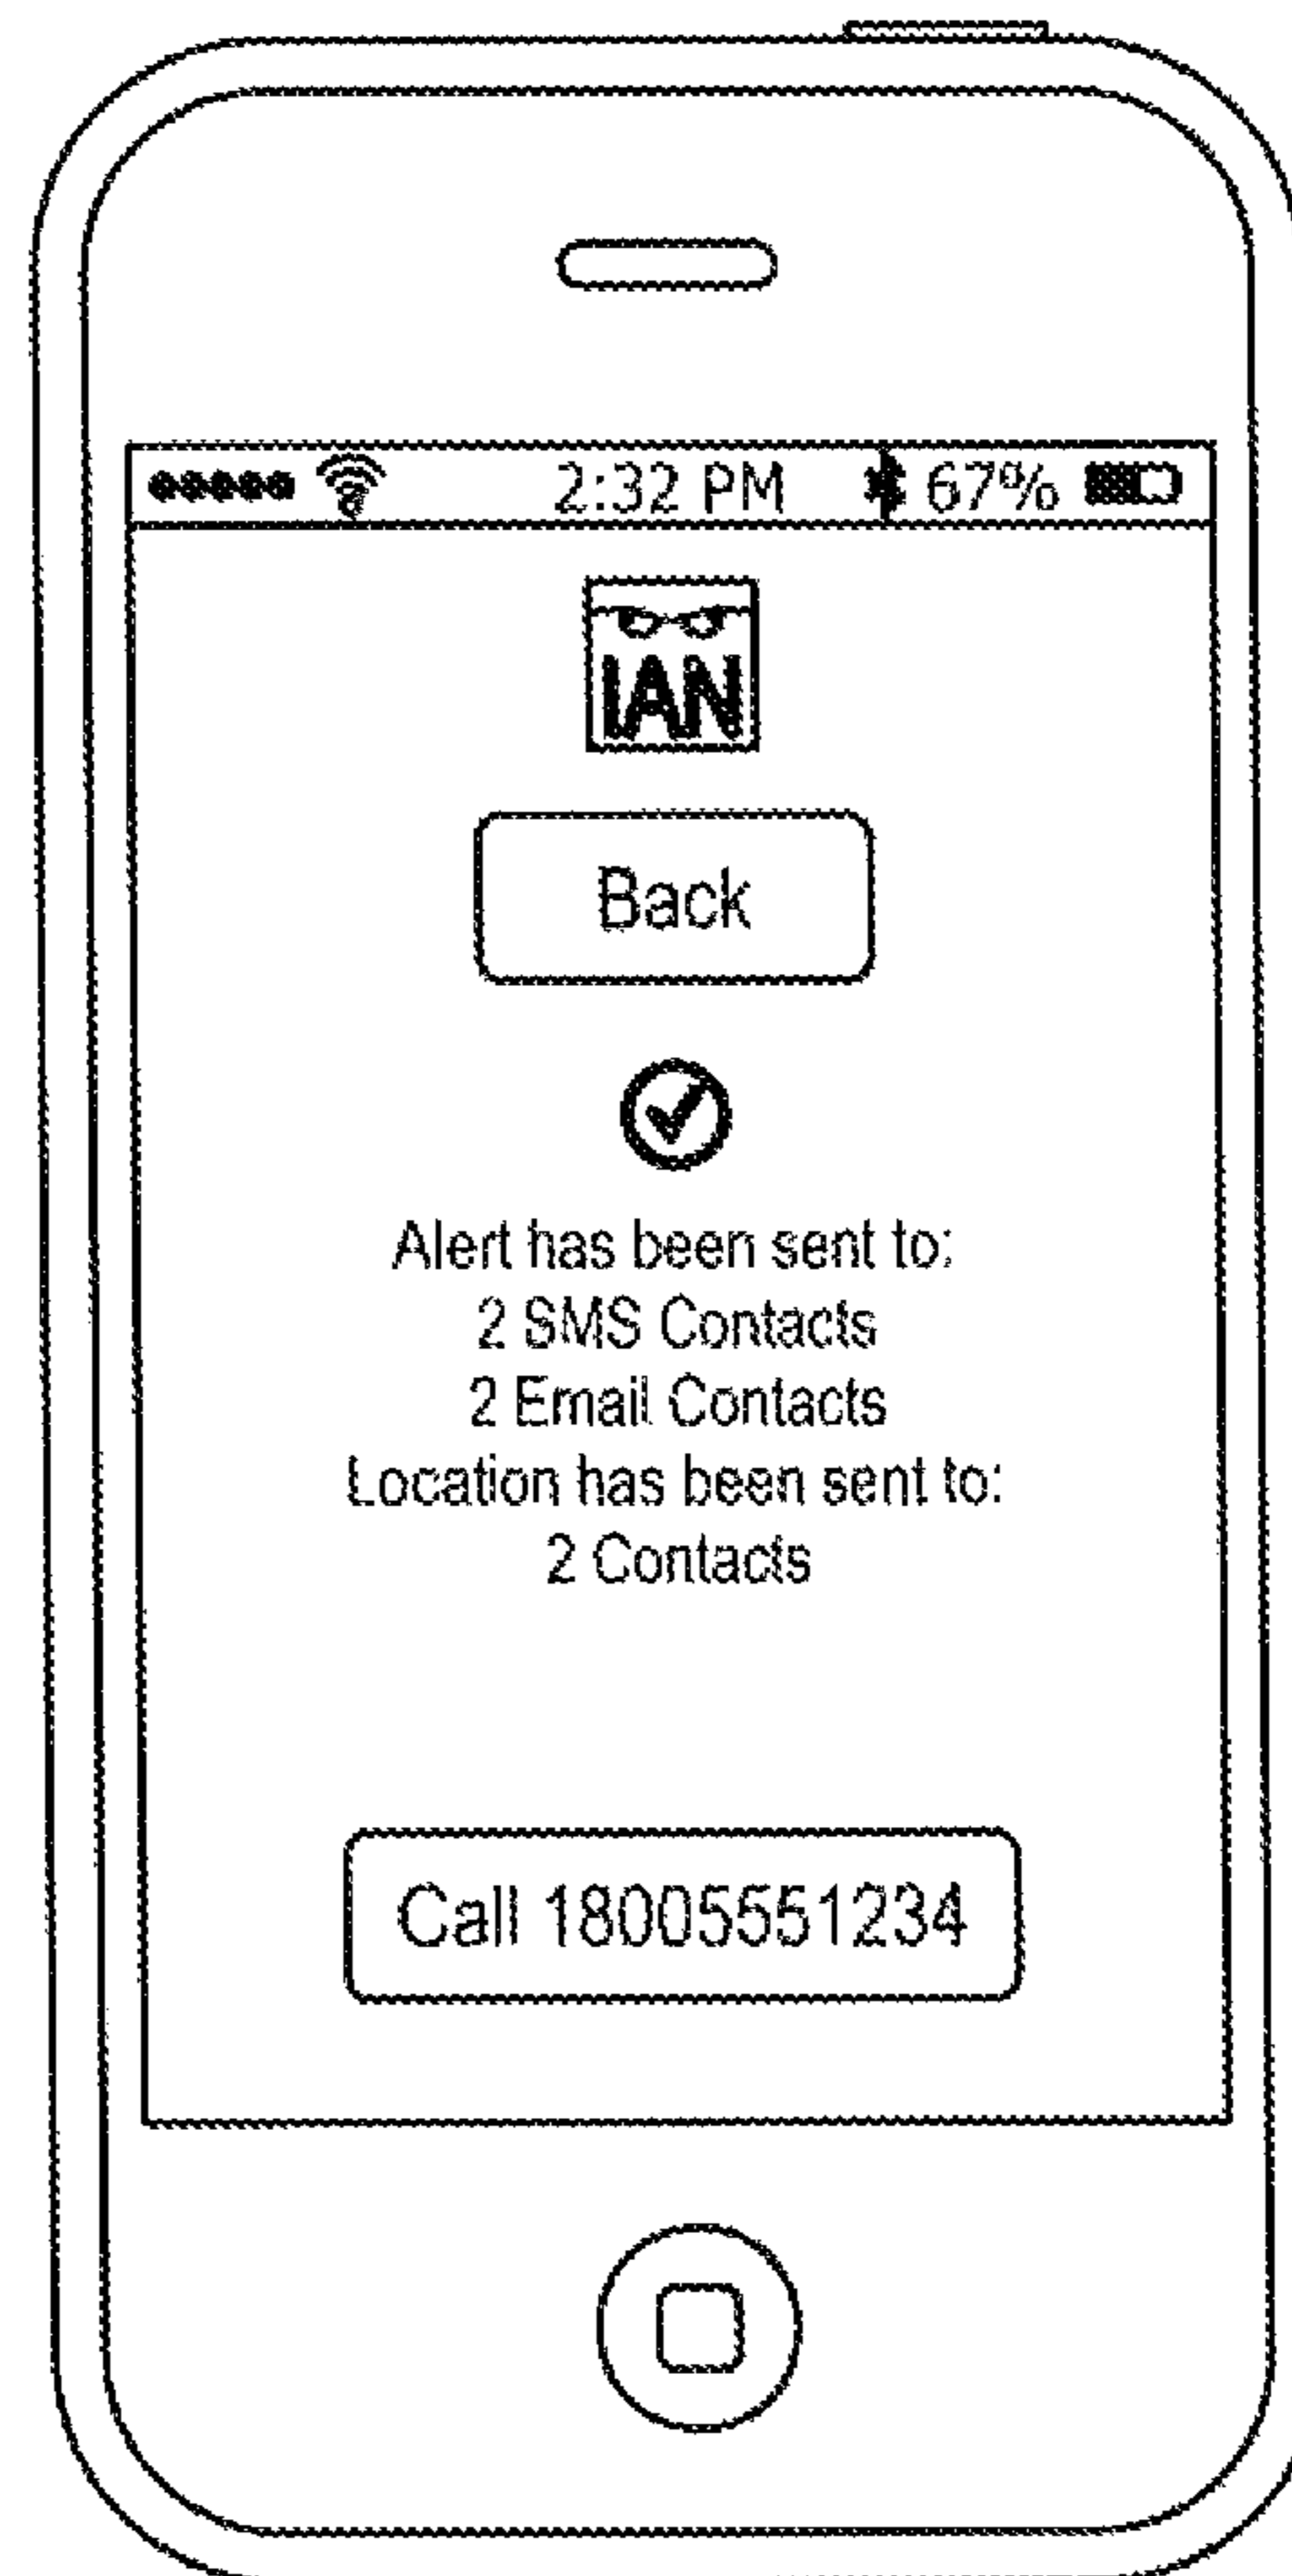 2:32 PM 67%
IAN
Back
Alert has been sent to:
2 SMS Contacts
2 Email Contacts
Location has been sent to:
2 Contacts
Call 18005551234